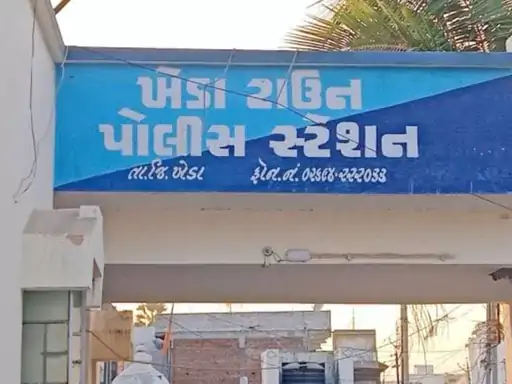 ખેડા ટાઉન
પોલીસ સ્ટેશન
તા.જિ.ખેડા ફોન.નં.૦૨૬૯૪-૨૨૨૦૩૩